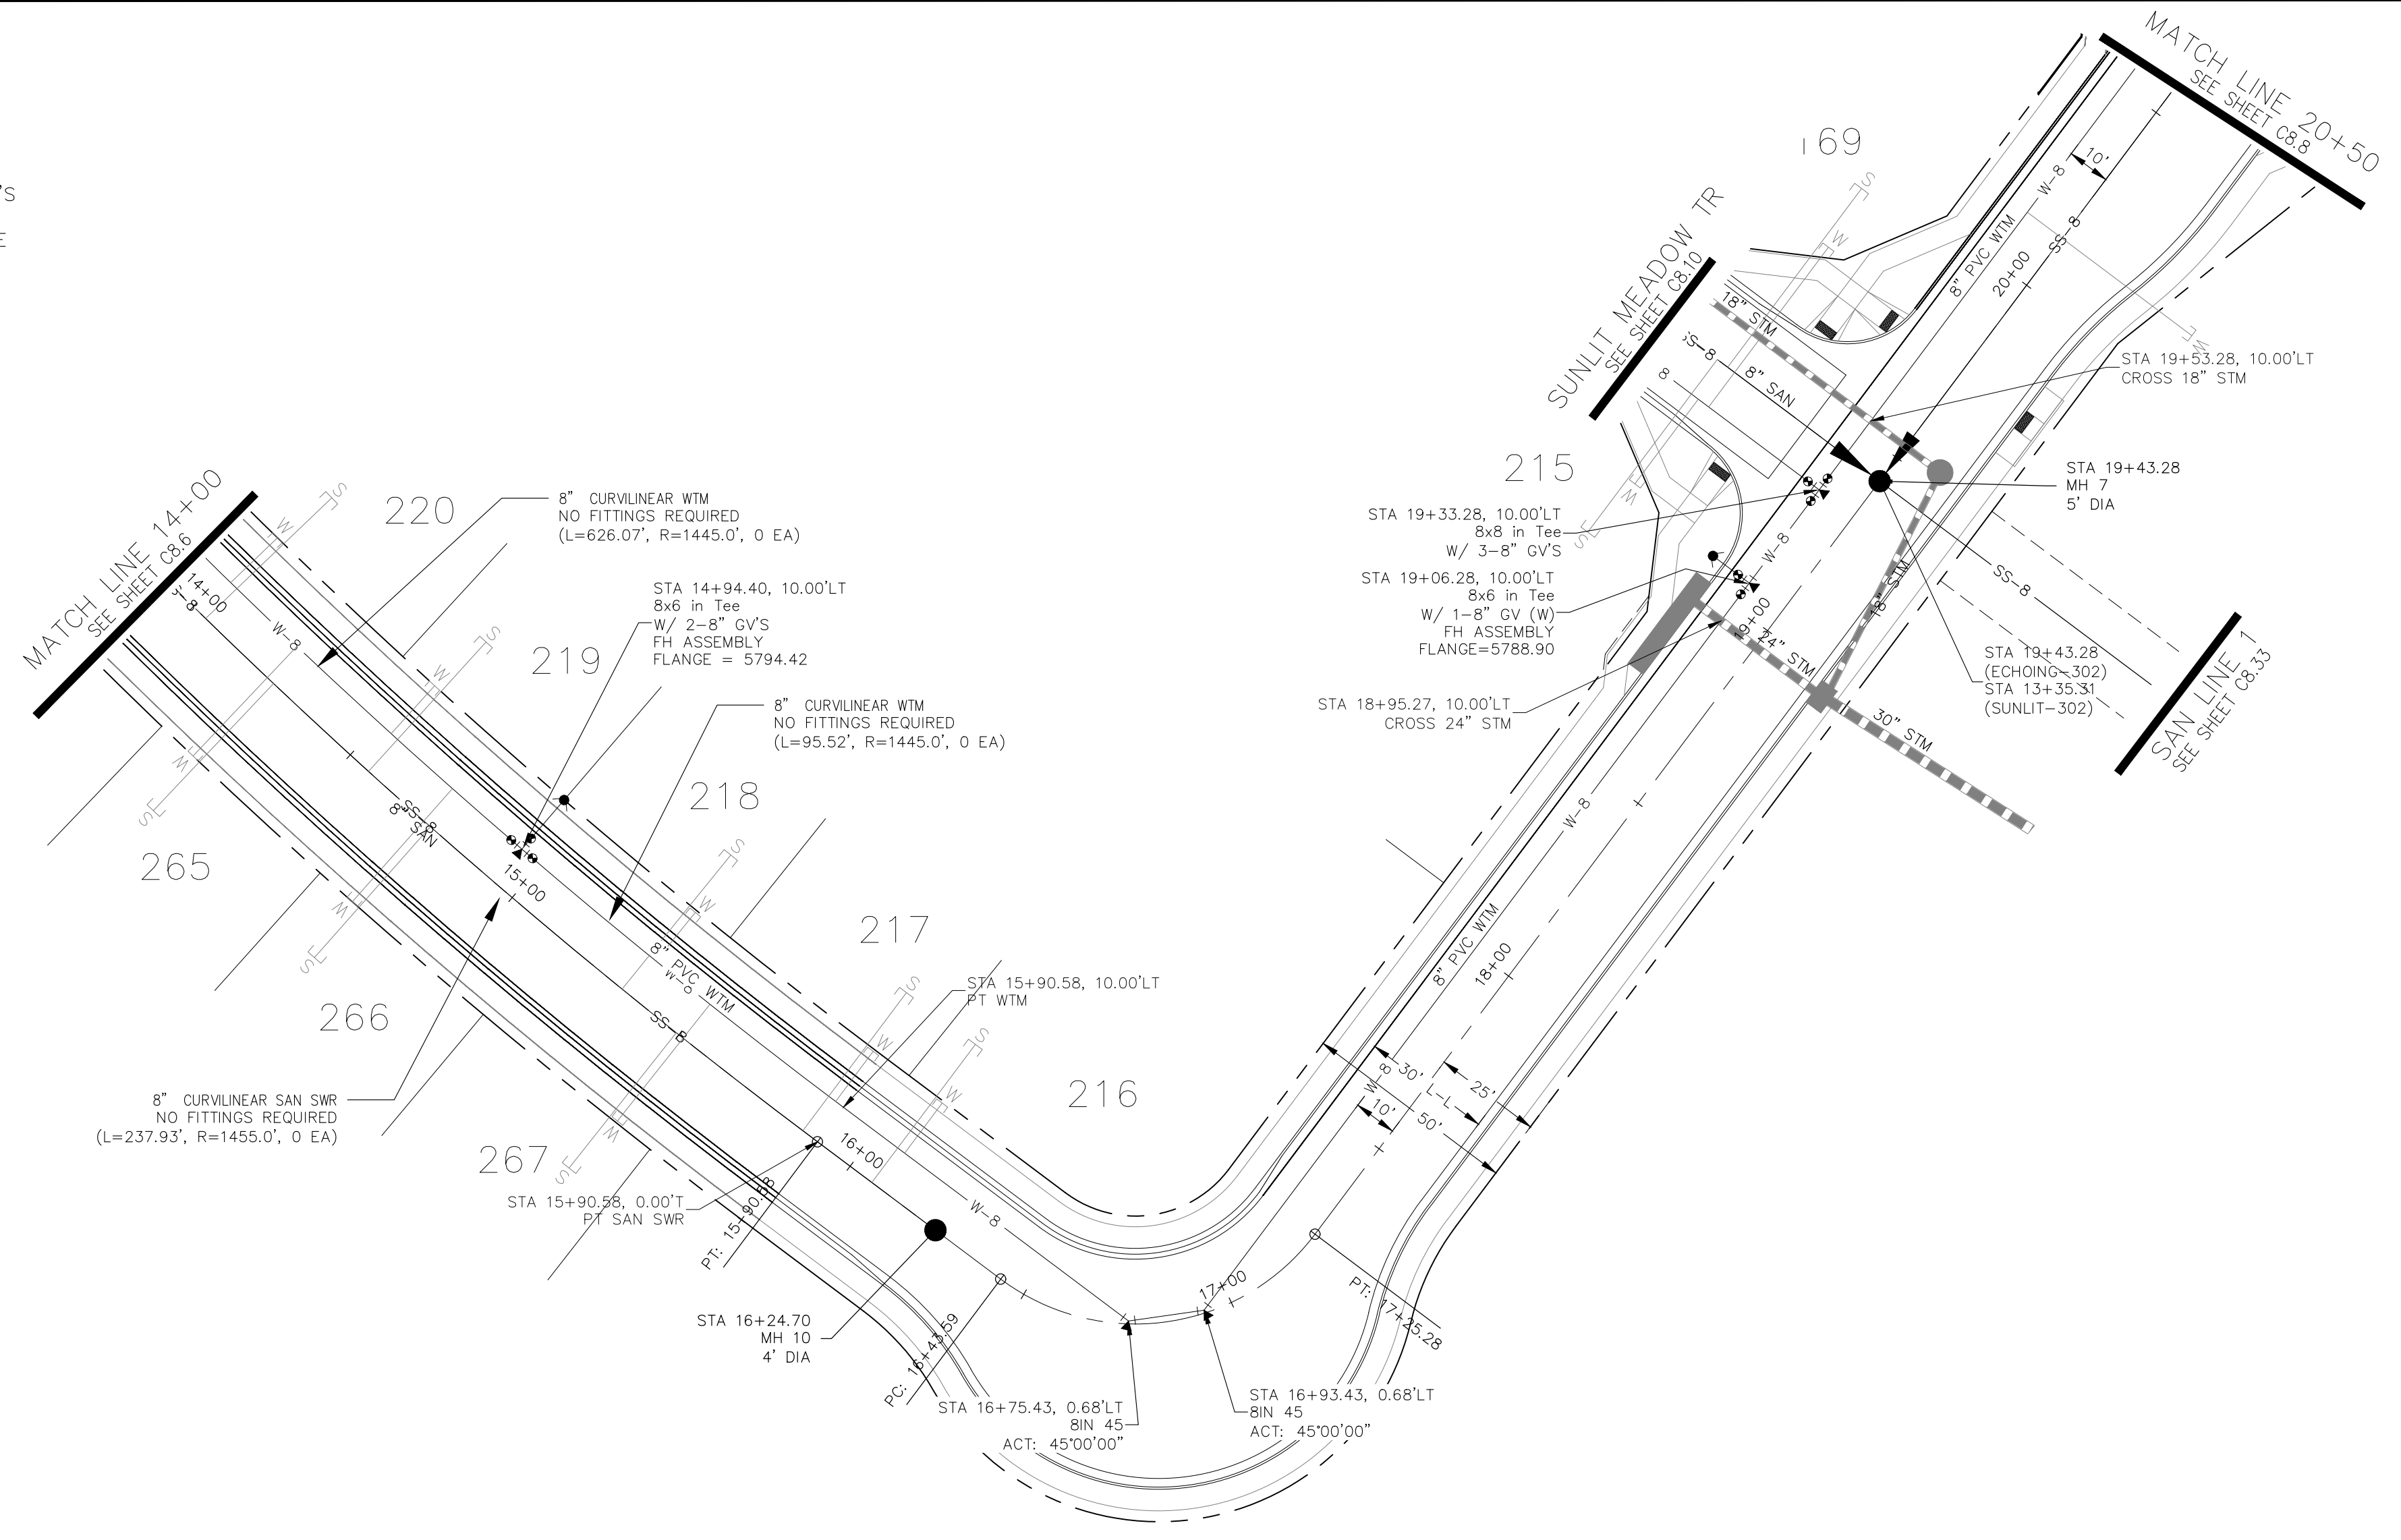 'S
E
MATCH LINE 14+00
SEE SHEET C8.6
14+00
S-8
W-8
220
8" CURVILINEAR WTM
NO FITTINGS REQUIRED
(L=626.07', R=1445.0', 0 EA)
STA 14+94.40, 10.00'LT
8x6 in Tee
W/ 2-8" GV'S
FH ASSEMBLY
FLANGE = 5794.42
219
8" CURVILINEAR WTM
NO FITTINGS REQUIRED
(L=95.52', R=1445.0', 0 EA)
218
SS-8
8" SAN
15+00
265
266
267
8" CURVILINEAR SAN SWR
NO FITTINGS REQUIRED
(L=237.93', R=1455.0', 0 EA)
8" PVC WTM
W-8
SS-8
217
STA 15+90.58, 10.00'LT
PT WTM
216
16+00
STA 15+90.58, 0.00'T
PT SAN SWR
PT: 15+90.58
W-8
STA 16+24.70
MH 10
4' DIA
PC: 16+43.59
STA 16+75.43, 0.68'LT
8IN 45
ACT: 45°00'00"
17+00
STA 16+93.43, 0.68'LT
8IN 45
ACT: 45°00'00"
PT: 17+25.28
W-8
10'
30' L-L
25'
50'
8" PVC WTM
18+00
W-8
STA 18+95.27, 10.00'LT
CROSS 24" STM
STA 19+06.28, 10.00'LT
8x6 in Tee
W/ 1-8" GV (W)
FH ASSEMBLY
FLANGE=5788.90
STA 19+33.28, 10.00'LT
8x8 in Tee
W/ 3-8" GV'S
215
19+00
24" STM
W-8
18" STM
30" STM
SUNLIT MEADOW TR
SEE SHEET C8.10
18" STM
SS-8
8" SAN
8
169
STA 19+53.28, 10.00'LT
CROSS 18" STM
STA 19+43.28
MH 7
5' DIA
SS-8
STA 19+43.28
(ECHOING-302)
STA 13+35.31
(SUNLIT-302)
SAN LINE 1
SEE SHEET C8.33
8" PVC WTM
20+00
SS-8
W-8
10'
MATCH LINE 20+50
SEE SHEET C8.8
S
W
S
W
S
W
S
W
S
W
S
W
S
W
S
W
S
W
S
W
S
W